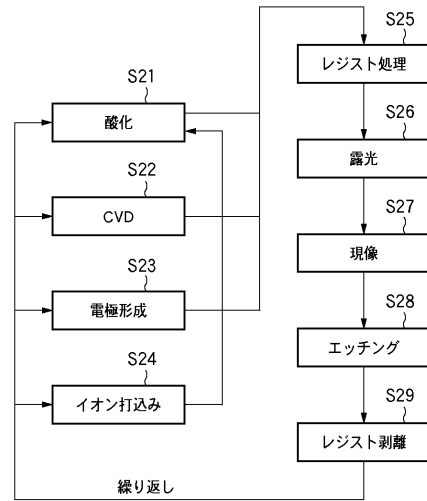 S21
酸化
S22
CVD
S23
電極形成
S24
イオン打込み
S25
レジスト処理
S26
露光
S27
現像
S28
エッチング
S29
レジスト剥離
繰り返し